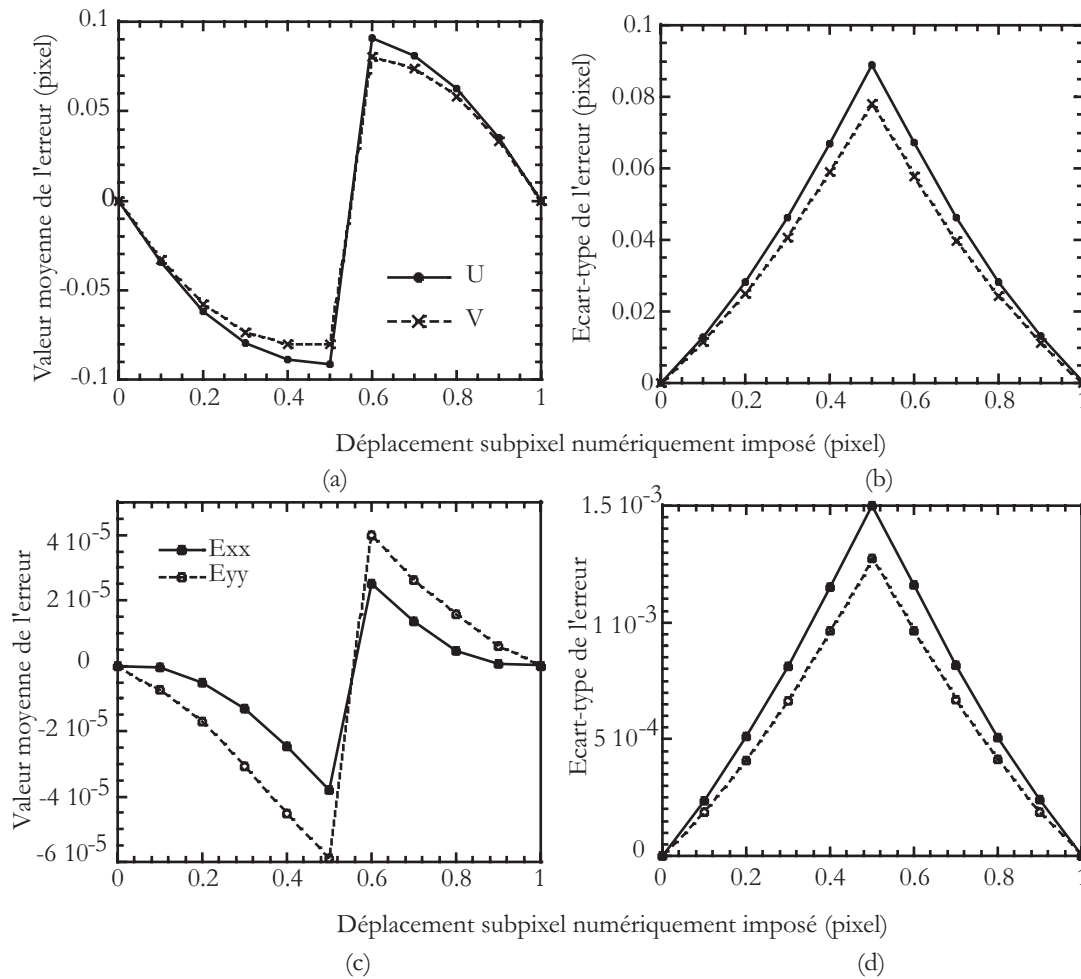 Valeur moyenne de l'erreur (pixel)
0.1
0.05
0
-0.05
-0.1
U
V
0 0.2 0.4 0.6 0.8 1
Ecart-type de l'erreur (pixel)
0.1
0.08
0.06
0.04
0.02
0
0 0.2 0.4 0.6 0.8 1
Déplacement subpixel numériquement imposé (pixel)
(a)
(b)
Valeur moyenne de l'erreur
4 10-5
2 10-5
0
-2 10-5
-4 10-5
-6 10-5
Exx
Eyy
0 0.2 0.4 0.6 0.8 1
Ecart-type de l'erreur
1.5 10-3
1 10-3
5 10-4
0
0 0.2 0.4 0.6 0.8 1
Déplacement subpixel numériquement imposé (pixel)
(c)
(d)